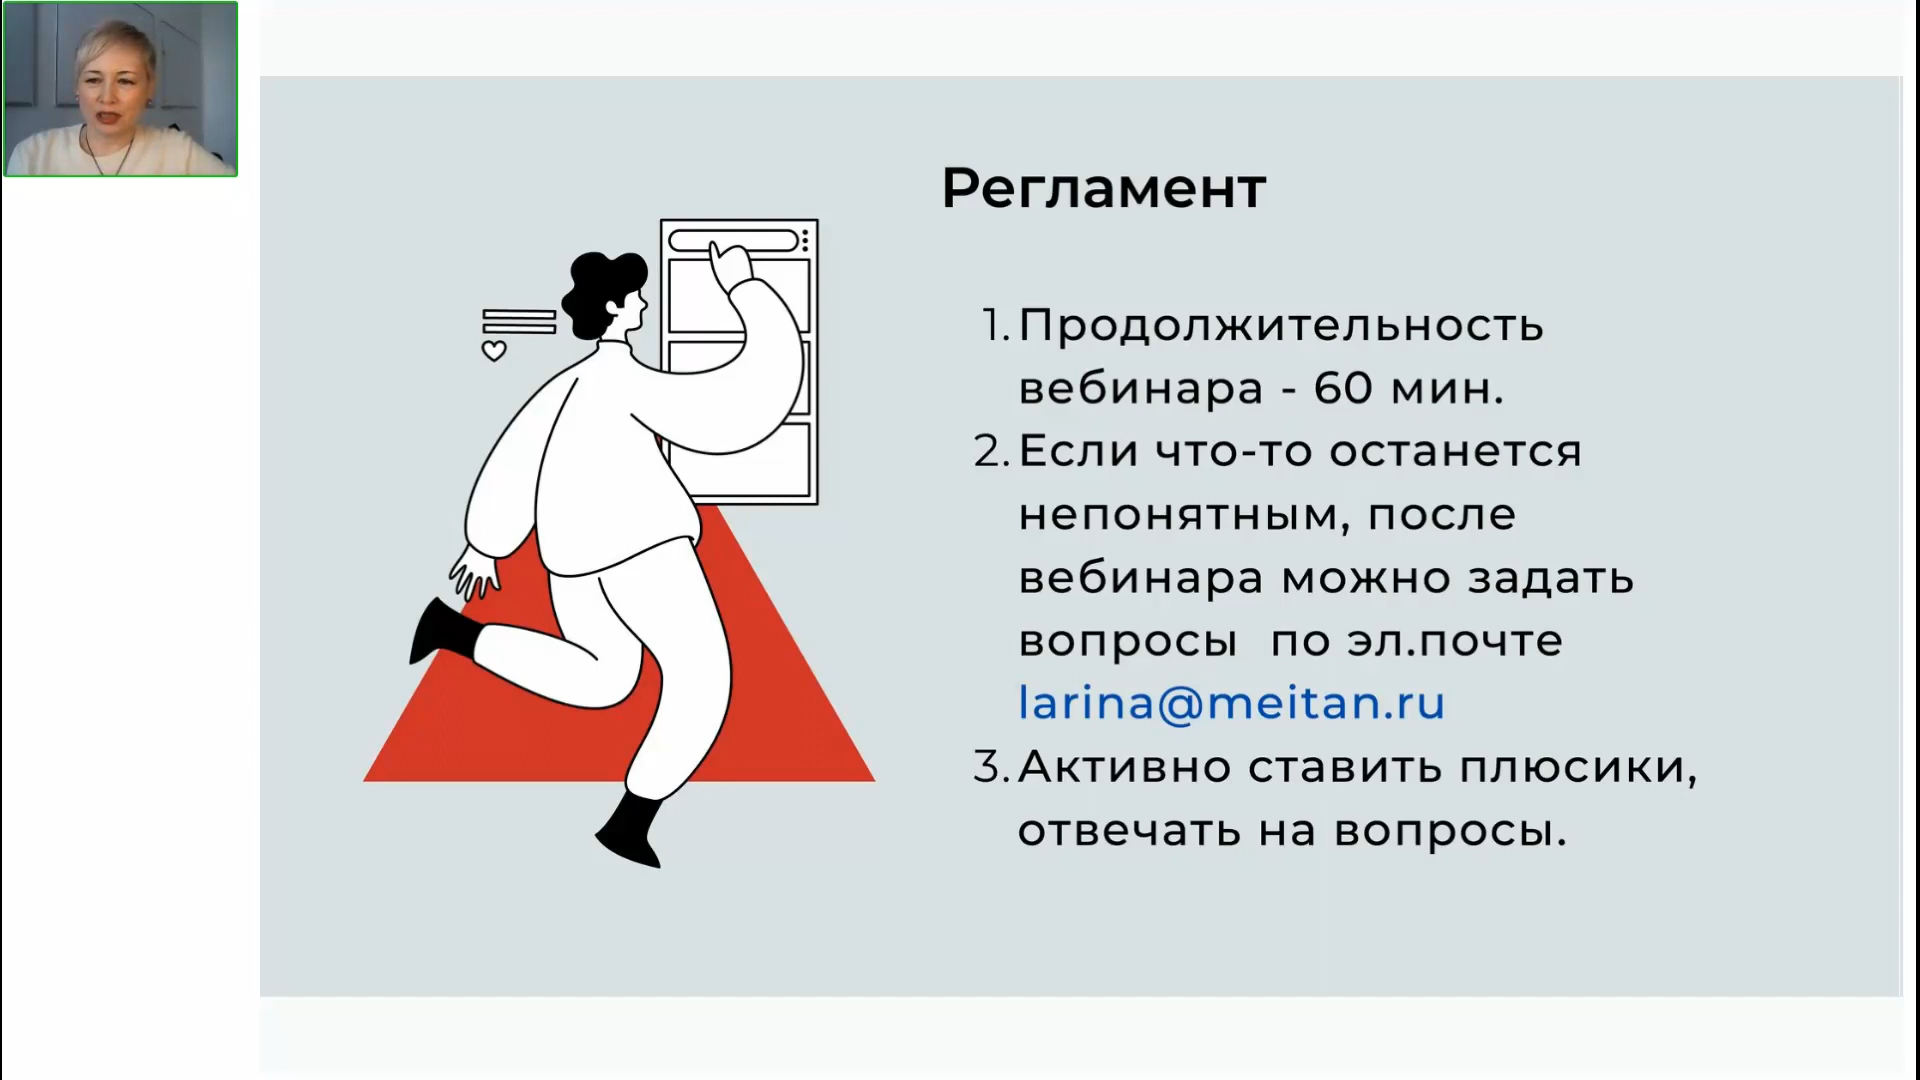 Регламент
1. Продолжительность
вебинара - 60 мин.
2. Если что-то останется
непонятным, после
вебинара можно задать
вопросы  по эл.почте
larina@meitan.ru
3. Активно ставить плюсики,
отвечать на вопросы.